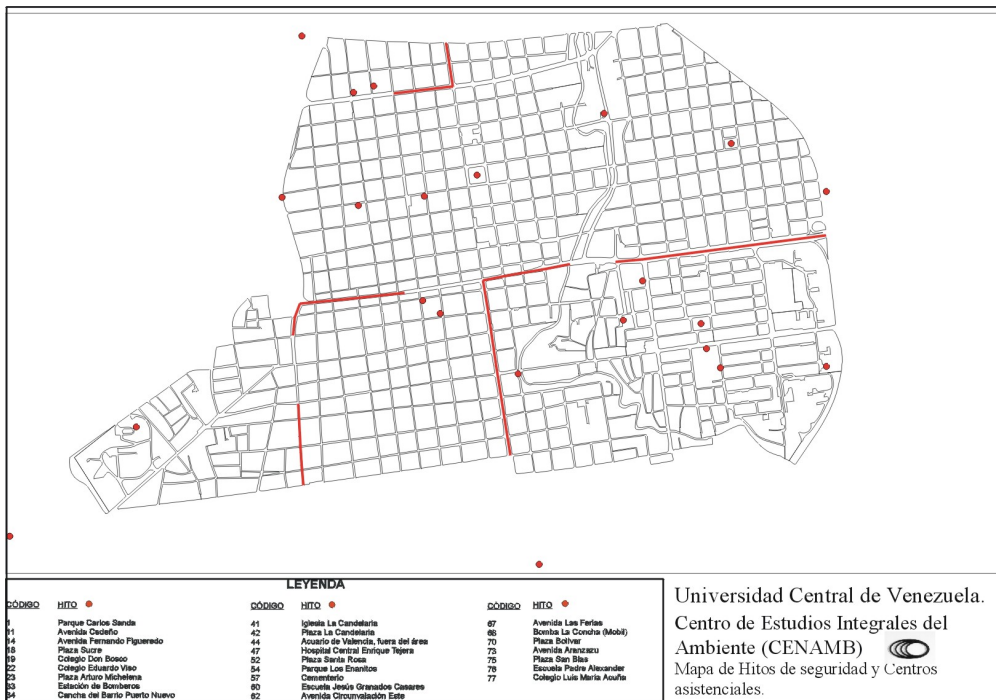 LEYENDA
CÓDIGO HITO CÓDIGO HITO CÓDIGO HITO
1 Parque Carlos Sanda 41 Iglesia La Candelaria 67 Avenida Las Ferias
11 Avenida Cedeño 42 Plaza La Candelaria 68 Bomba La Concha (Mobil)
14 Avenida Fernando Figueredo 44 Acuario de Valencia, fuera del área 70 Plaza Bolívar
18 Plaza Sucre 47 Hospital Central Enrique Tejera 73 Avenida Aranzazu
19 Colegio Don Bosco 52 Plaza Santa Rosa 75 Plaza San Blas
22 Colegio Eduardo Viso 54 Parque Los Enanitos 76 Escuela Padre Alexander
23 Plaza Arturo Michelena 57 Cementerio 77 Colegio Luis María Acuña
33 Estación de Bomberos 60 Escuela Jesús Granados Casares
34 Cancha del Barrio Puerto Nuevo 62 Avenida Circunvalación Este
Universidad Central de Venezuela.
Centro de Estudios Integrales del
Ambiente (CENAMB)
Mapa de Hitos de seguridad y Centros
asistenciales.